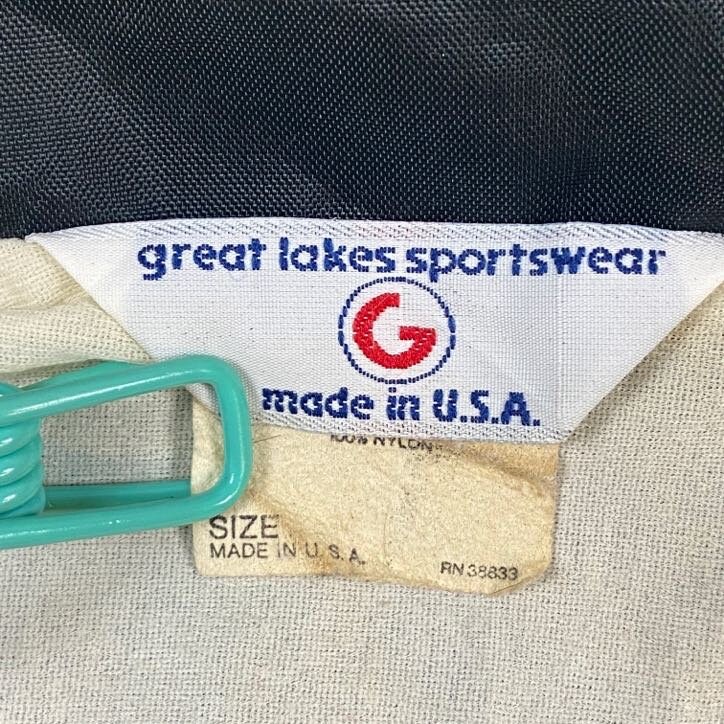 great lakes sportswear
G
made in U.S.A.
100% NYLON
SIZE
MADE IN U.S.A.
RN 38833